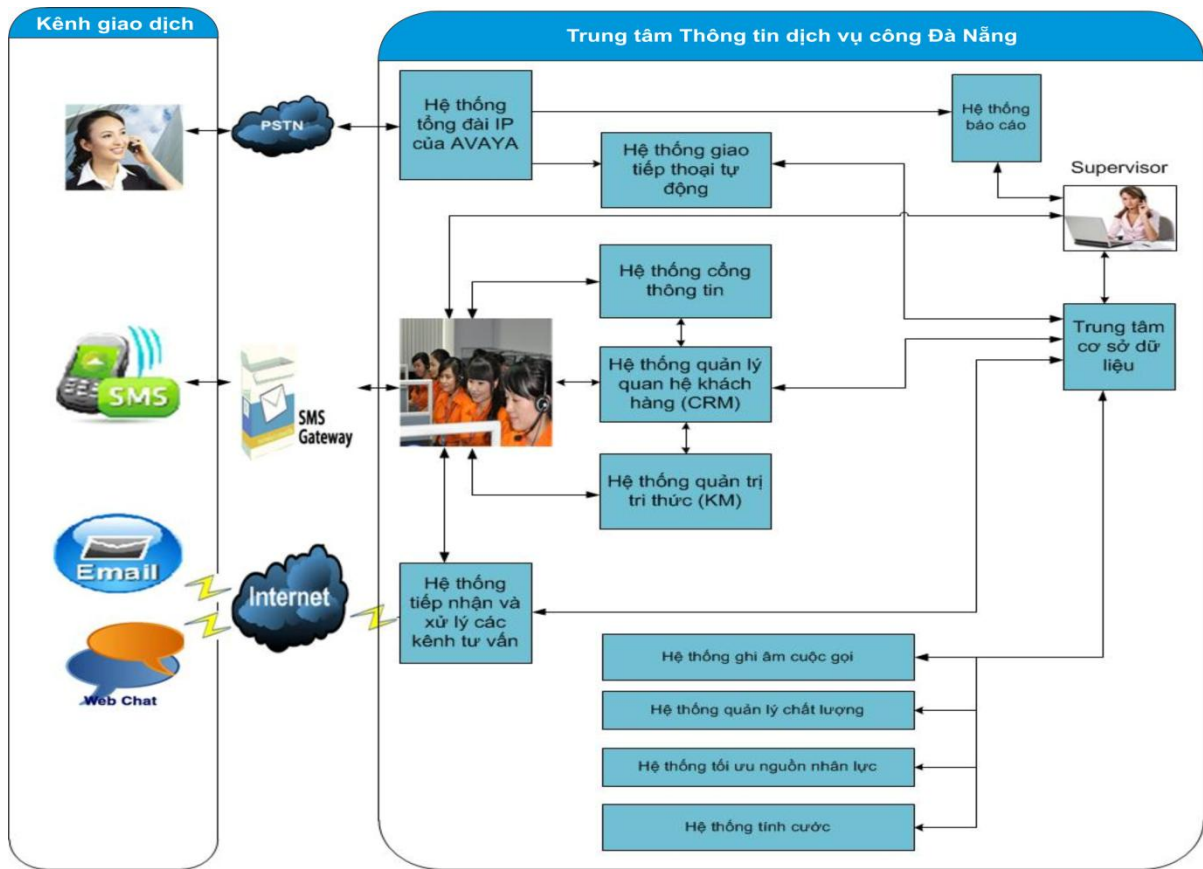 Kênh giao dịch
Trung tâm Thông tin dịch vụ công Đà Nẵng
PSTN
Hệ thống
tổng đài IP
của AVAYA
Hệ thống
báo cáo
Hệ thống giao
tiếp thoại tự
động
Supervisor
Hệ thống cổng
thông tin
SMS
SMS
Gateway
Hệ thống quản lý
quan hệ khách
hàng (CRM)
Trung tâm
cơ sở dữ
liệu
Hệ thống quản trị
tri thức (KM)
Email
Internet
Web Chat
Hệ thống
tiếp nhận và
xử lý các
kênh tư vấn
Hệ thống ghi âm cuộc gọi
Hệ thống quản lý chất lượng
Hệ thống tối ưu nguồn nhân lực
Hệ thống tính cước